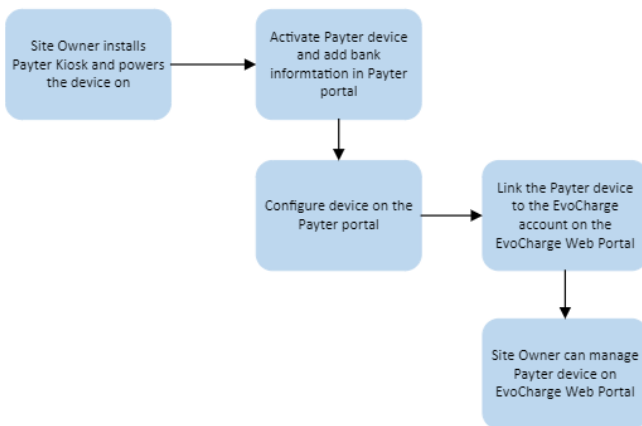 Site Owner installs
Payter Kiosk and powers
the device on
Activate Payter device
and add bank
informtation in Payter
portal
Configure device on the
Payter portal
Link the Payter device
to the EvoCharge
account on the
EvoCharge Web Portal
Site Owner can manage
Payter device on
EvoCharge Web Portal